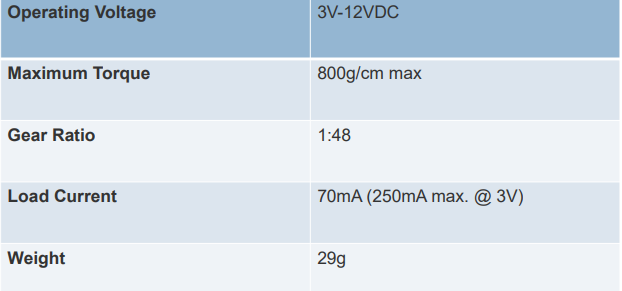 Operating Voltage 3V-12VDC
Maximum Torque 800g/cm max
Gear Ratio 1:48
Load Current 70mA (250mA max. @ 3V)
Weight 29g